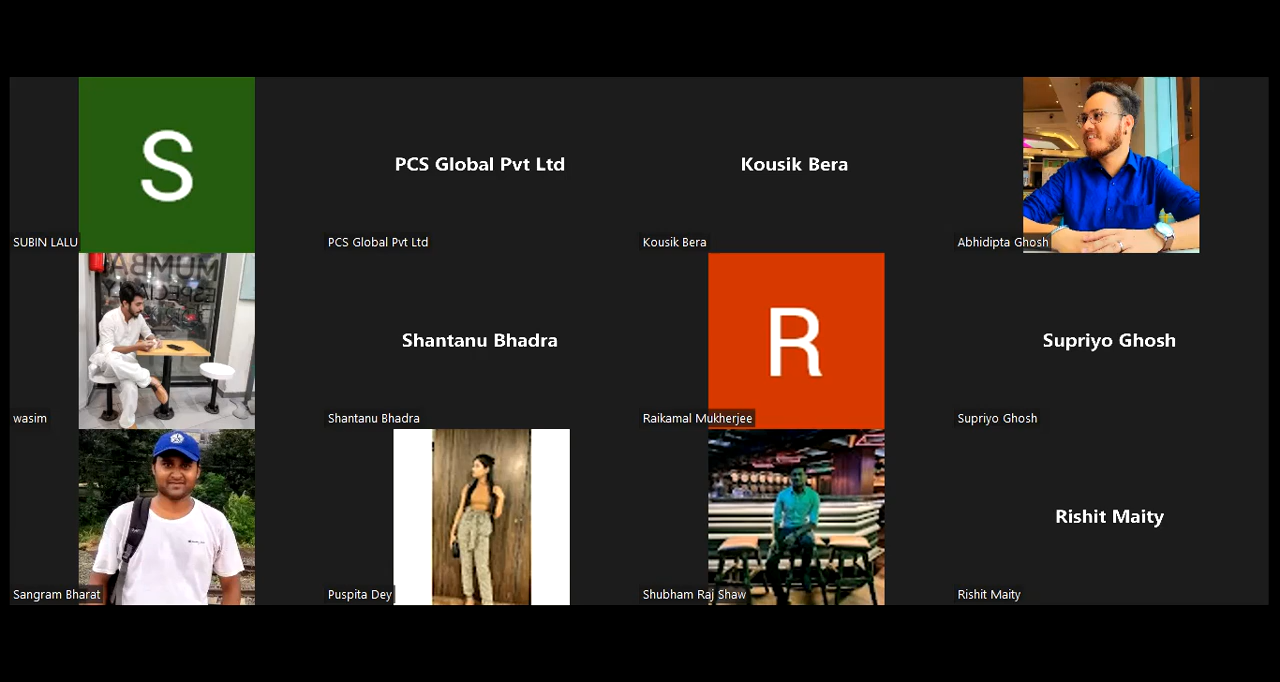 S
SUBIN LALU
PCS Global Pvt Ltd
PCS Global Pvt Ltd
Kousik Bera
Kousik Bera
Abhidipta Ghosh
MUMBAI
ESPECIALLY
wasim
Shantanu Bhadra
Shantanu Bhadra
R
Raikamal Mukherjee
Supriyo Ghosh
Supriyo Ghosh
Sangram Bharat
Puspita Dey
Shubham Raj Shaw
Rishit Maity
Rishit Maity